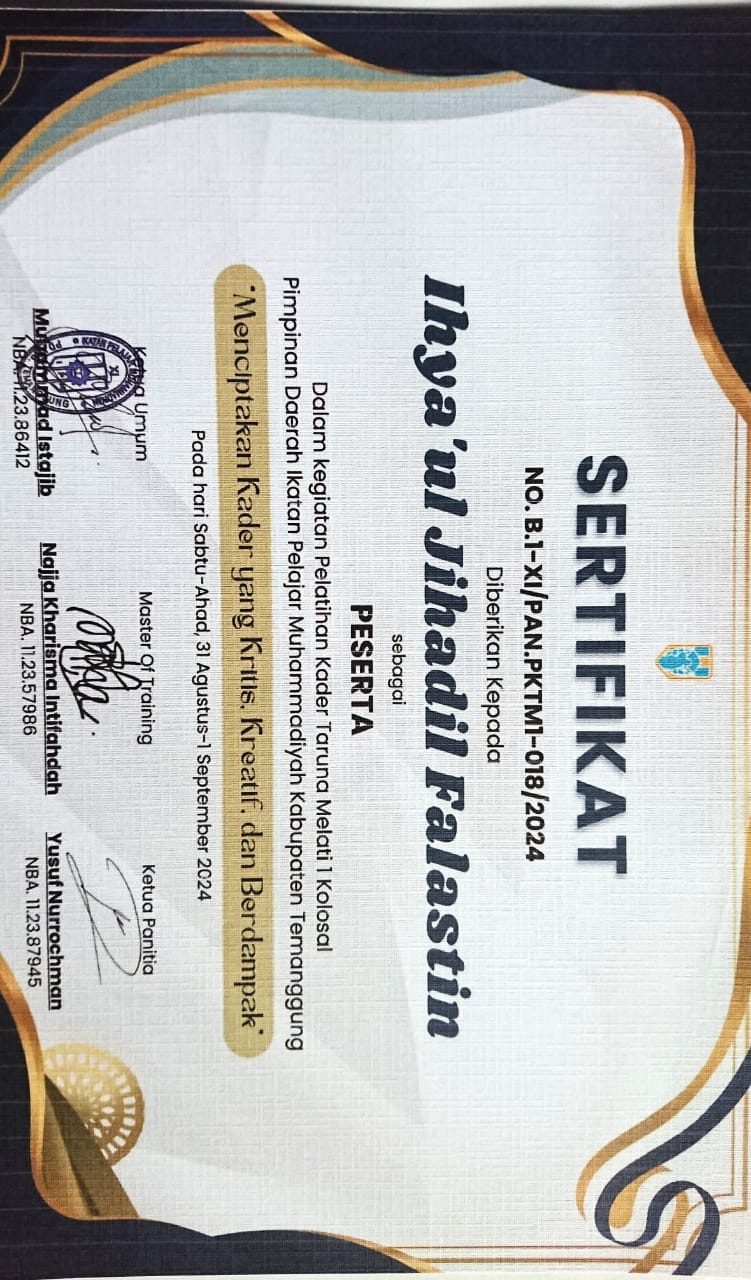 SERTIFIKAT
NO. B.1-XI/PAN.PKTM1-018/2024
Diberikan Kepada
Ihya'ul Jihadil Falastin
sebagai
PESERTA
Dalam kegiatan Pelatihan Kader Taruna Melati 1 Kolosal
Pimpinan Daerah Ikatan Pelajar Muhammadiyah Kabupaten Temanggung
"Menciptakan Kader yang Kritis, Kreatif, dan Berdampak"
Pada hari Sabtu-Ahad, 31 Agustus-1 September 2024
Ketua Umum
Muhammad Istajib
NBA. 11.23.86412
Master Of Training
Najja Kharisma Intifahdah
NBA. 11.23.57986
Ketua Panitia
Yusuf Nurrochman
NBA. 11.23.87945